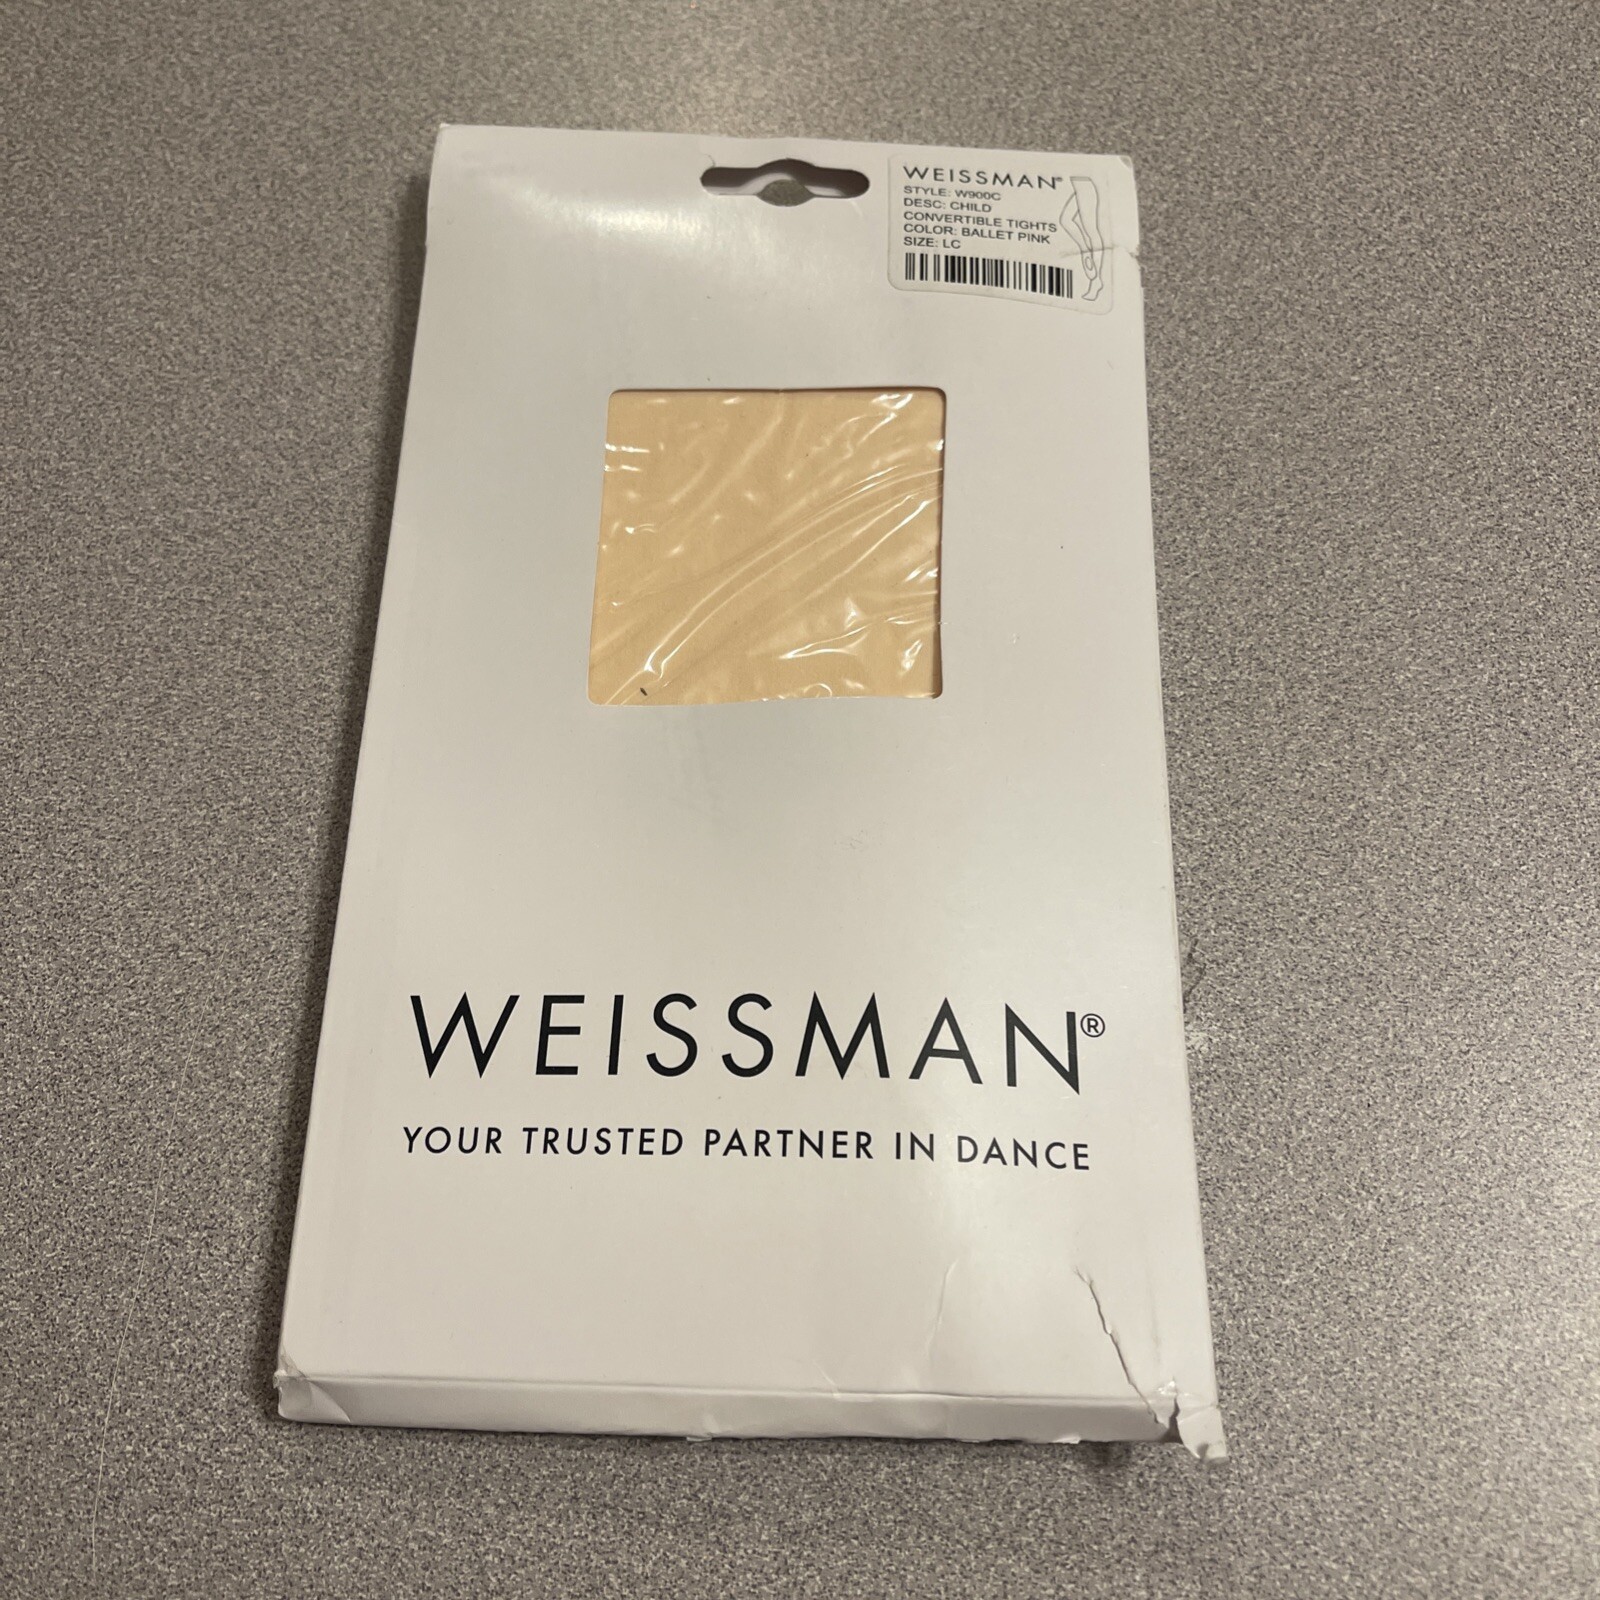 WEISSMAN®
STYLE: W900C
DESC: CHILD
CONVERTIBLE TIGHTS
COLOR: BALLET PINK
SIZE: LC
WEISSMAN®
YOUR TRUSTED PARTNER IN DANCE